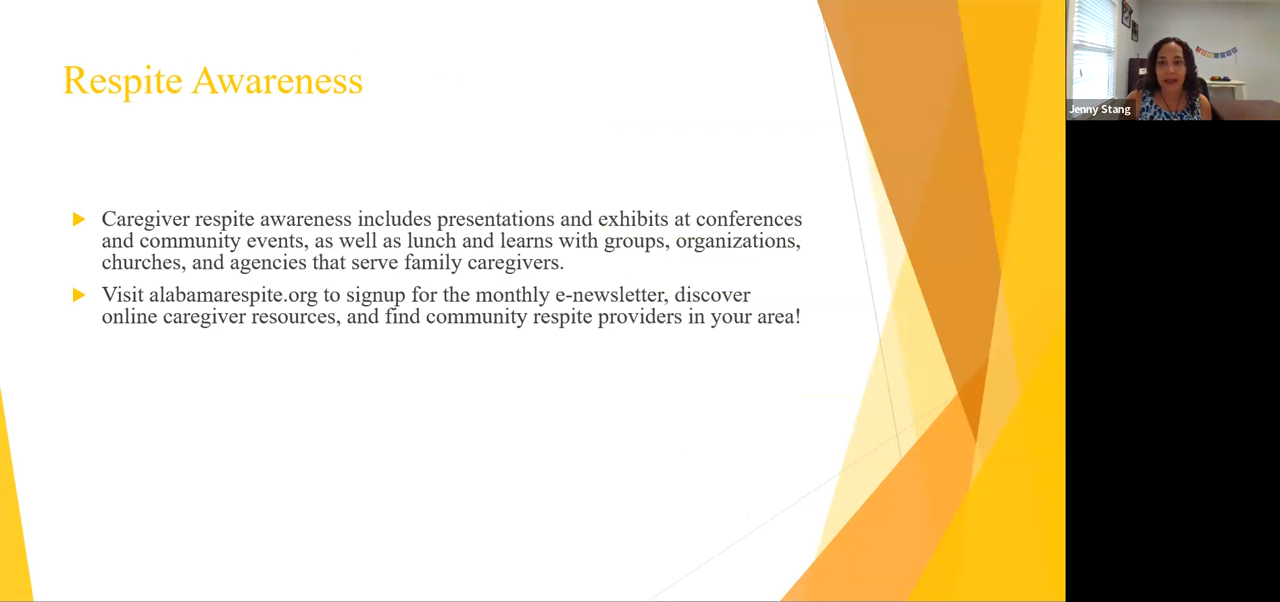 Respite Awareness
Caregiver respite awareness includes presentations and exhibits at conferences
and community events, as well as lunch and learns with groups, organizations,
churches, and agencies that serve family caregivers.
Visit alabamarespite.org to signup for the monthly e-newsletter, discover
online caregiver resources, and find community respite providers in your area!
Jenny Stang